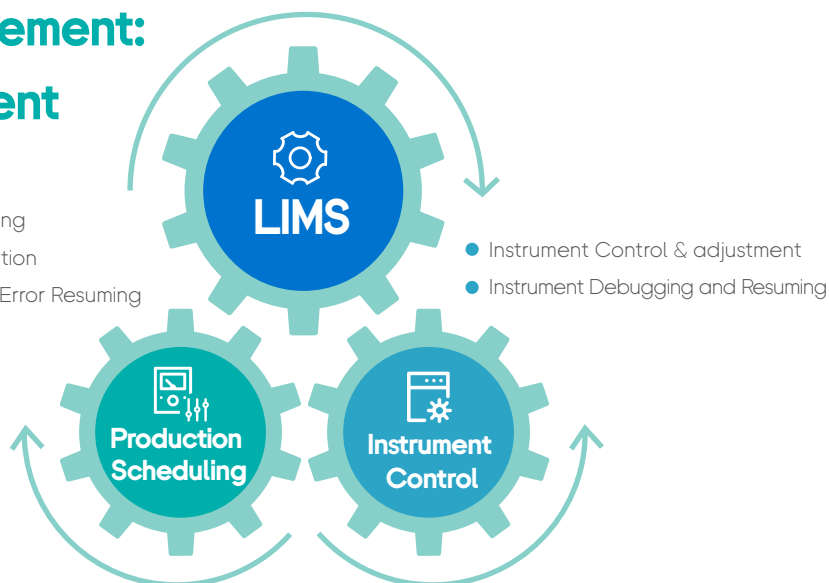 ement:
ent
LIMS
ng
tion
Error Resuming
Instrument Control & adjustment
Instrument Debugging and Resuming
Production
Scheduling
Instrument
Control